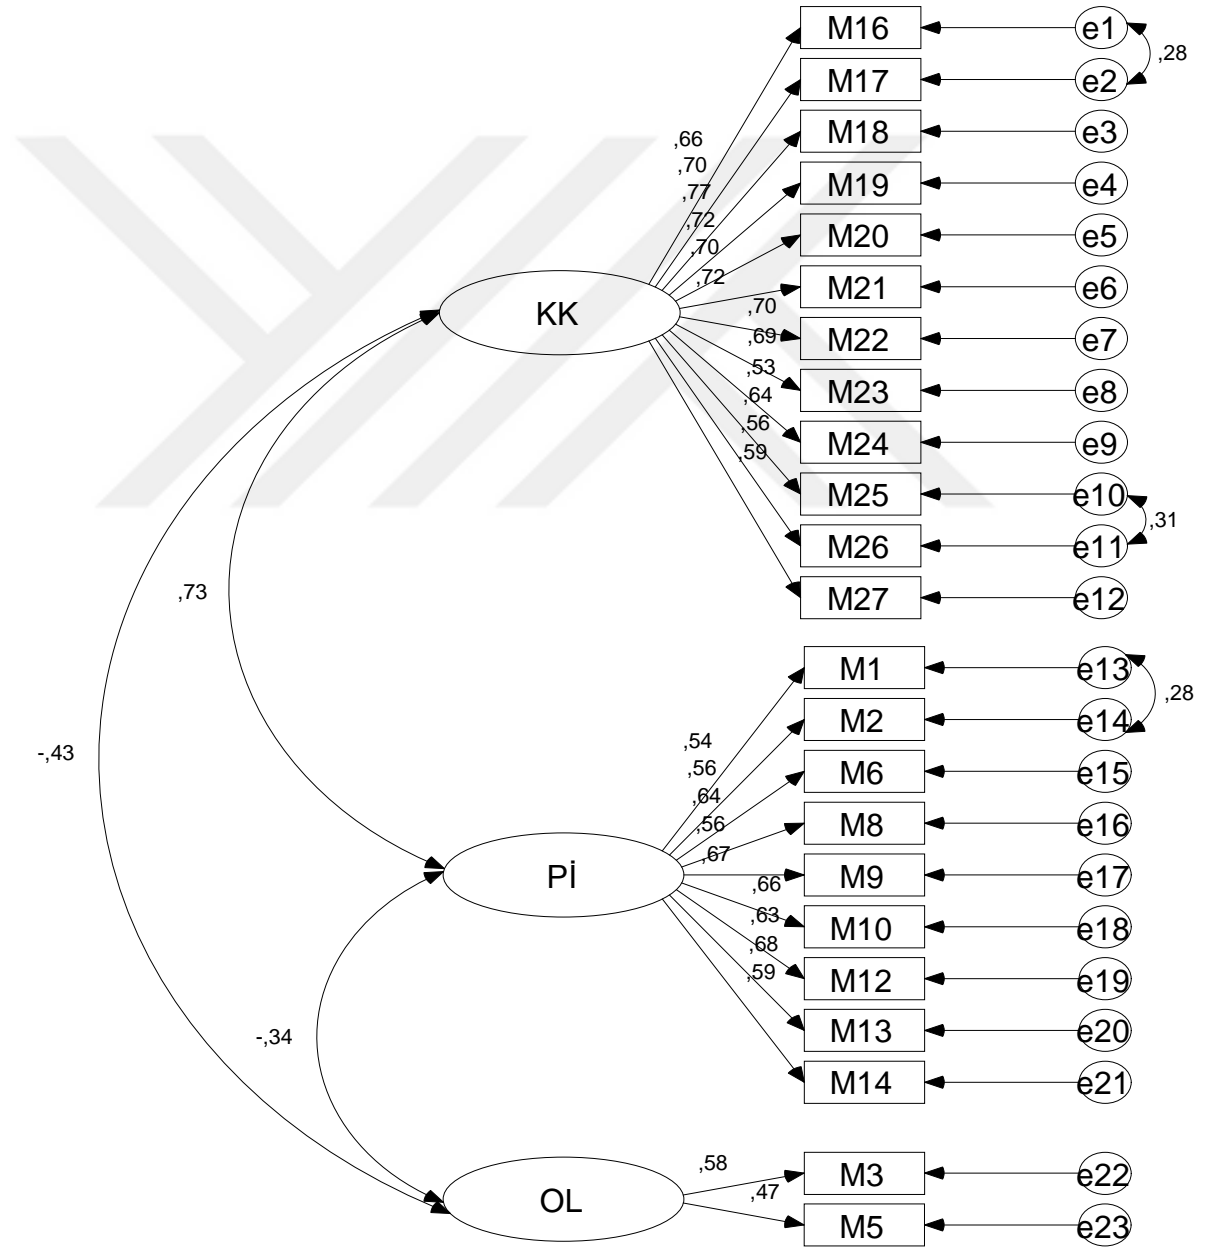 M16 e1
,28
M17 e2
M18 e3
,66
,70
M19 e4
,77
,72
M20 e5
,70
,72
M21 e6
KK
,70
M22 e7
,69
,53
M23 e8
,64
,56
M24 e9
,59
M25 e10
,31
M26 e11
,73
M27 e12
M1 e13
,28
M2 e14
,54
-,43
,56
M6 e15
,64
,56
M8 e16
,67
Pİ
M9 e17
,66
,63
M10 e18
,68
,59
M12 e19
M13 e20
-,34
M14 e21
,58
M3 e22
,47
OL
M5 e23